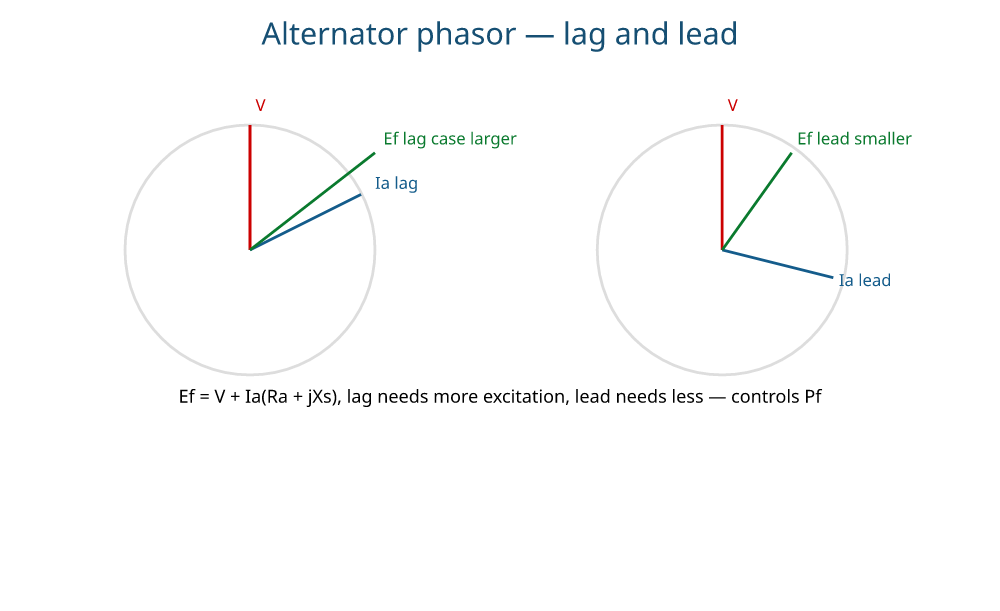 Alternator phasor — lag and lead
V
Ef lag case larger
Ia lag
V
Ef lead smaller
Ia lead
Ef = V + Ia(Ra + jXs), lag needs more excitation, lead needs less — controls Pf